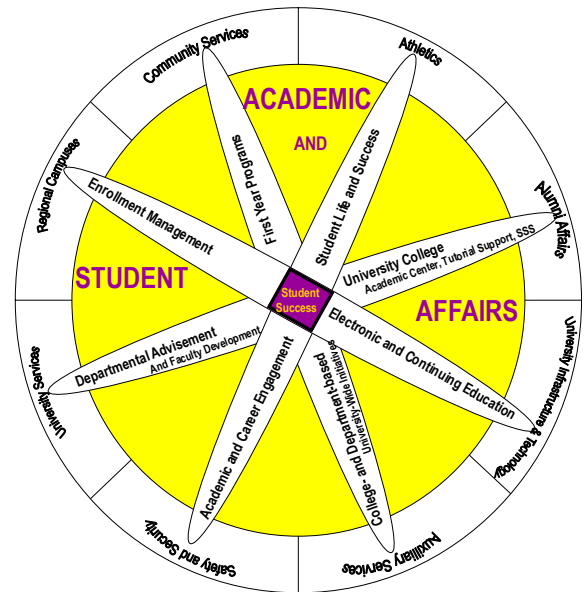 Community Services
Athletics
Alumni Affairs
University Infrastructure & Technology
Auxilliary Services
Safety and Security
University Services
Regional Campuses
ACADEMIC
AND
STUDENT
AFFAIRS
First Year Programs
Student Life and Success
University College
Academic Center, Tutorial Support, SSS
Electronic and Continuing Education
College- and Department-based
University-Wide Initiatives
Academic and Career Engagement
Departmental Advisement
And Faculty Development
Enrollment Management
Student
Success